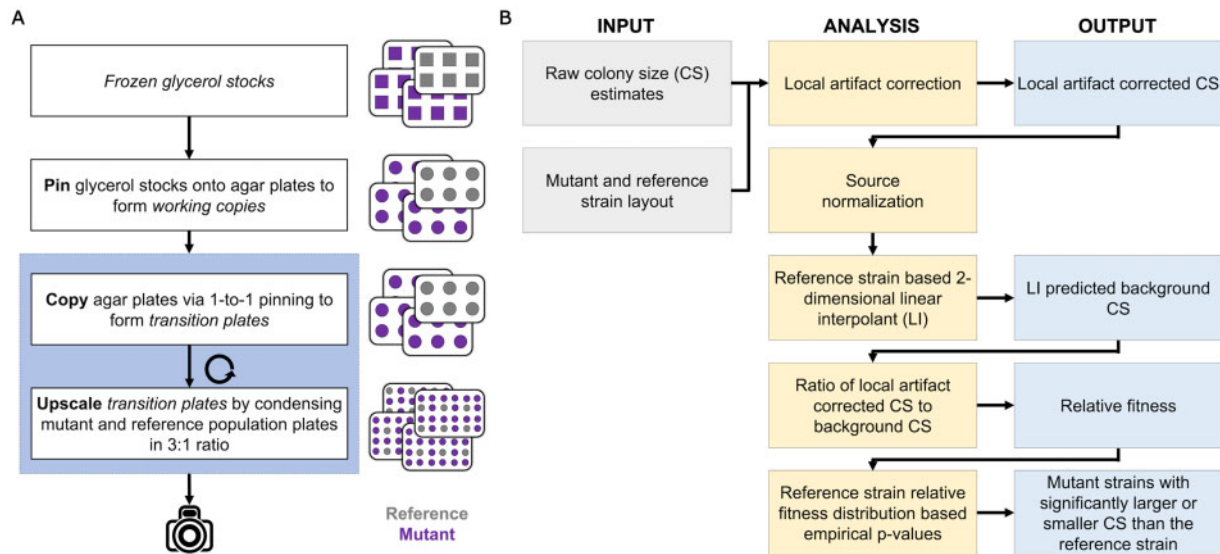 A
Frozen glycerol stocks
Pin glycerol stocks onto agar plates to
form working copies
Copy agar plates via 1-to-1 pinning to
form transition plates
Upscale transition plates by condensing
mutant and reference population plates
in 3:1 ratio
Reference
Mutant
B
INPUT
ANALYSIS
OUTPUT
Raw colony size (CS)
estimates
Local artifact correction
Local artifact corrected CS
Mutant and reference
strain layout
Source
normalization
Reference strain based 2-
dimensional linear
interpolant (LI)
LI predicted background
CS
Ratio of local artifact
corrected CS to
background CS
Relative fitness
Reference strain relative
fitness distribution based
empirical p-values
Mutant strains with
significantly larger or
smaller CS than the
reference strain